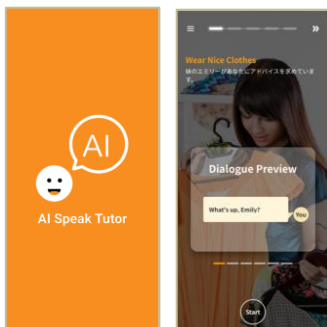 AI
AI Speak Tutor
Wear Nice Clothes
妹のエミリーがあなたにアドバイスを求めていま
す。
Dialogue Preview
What's up, Emily?
You
Start